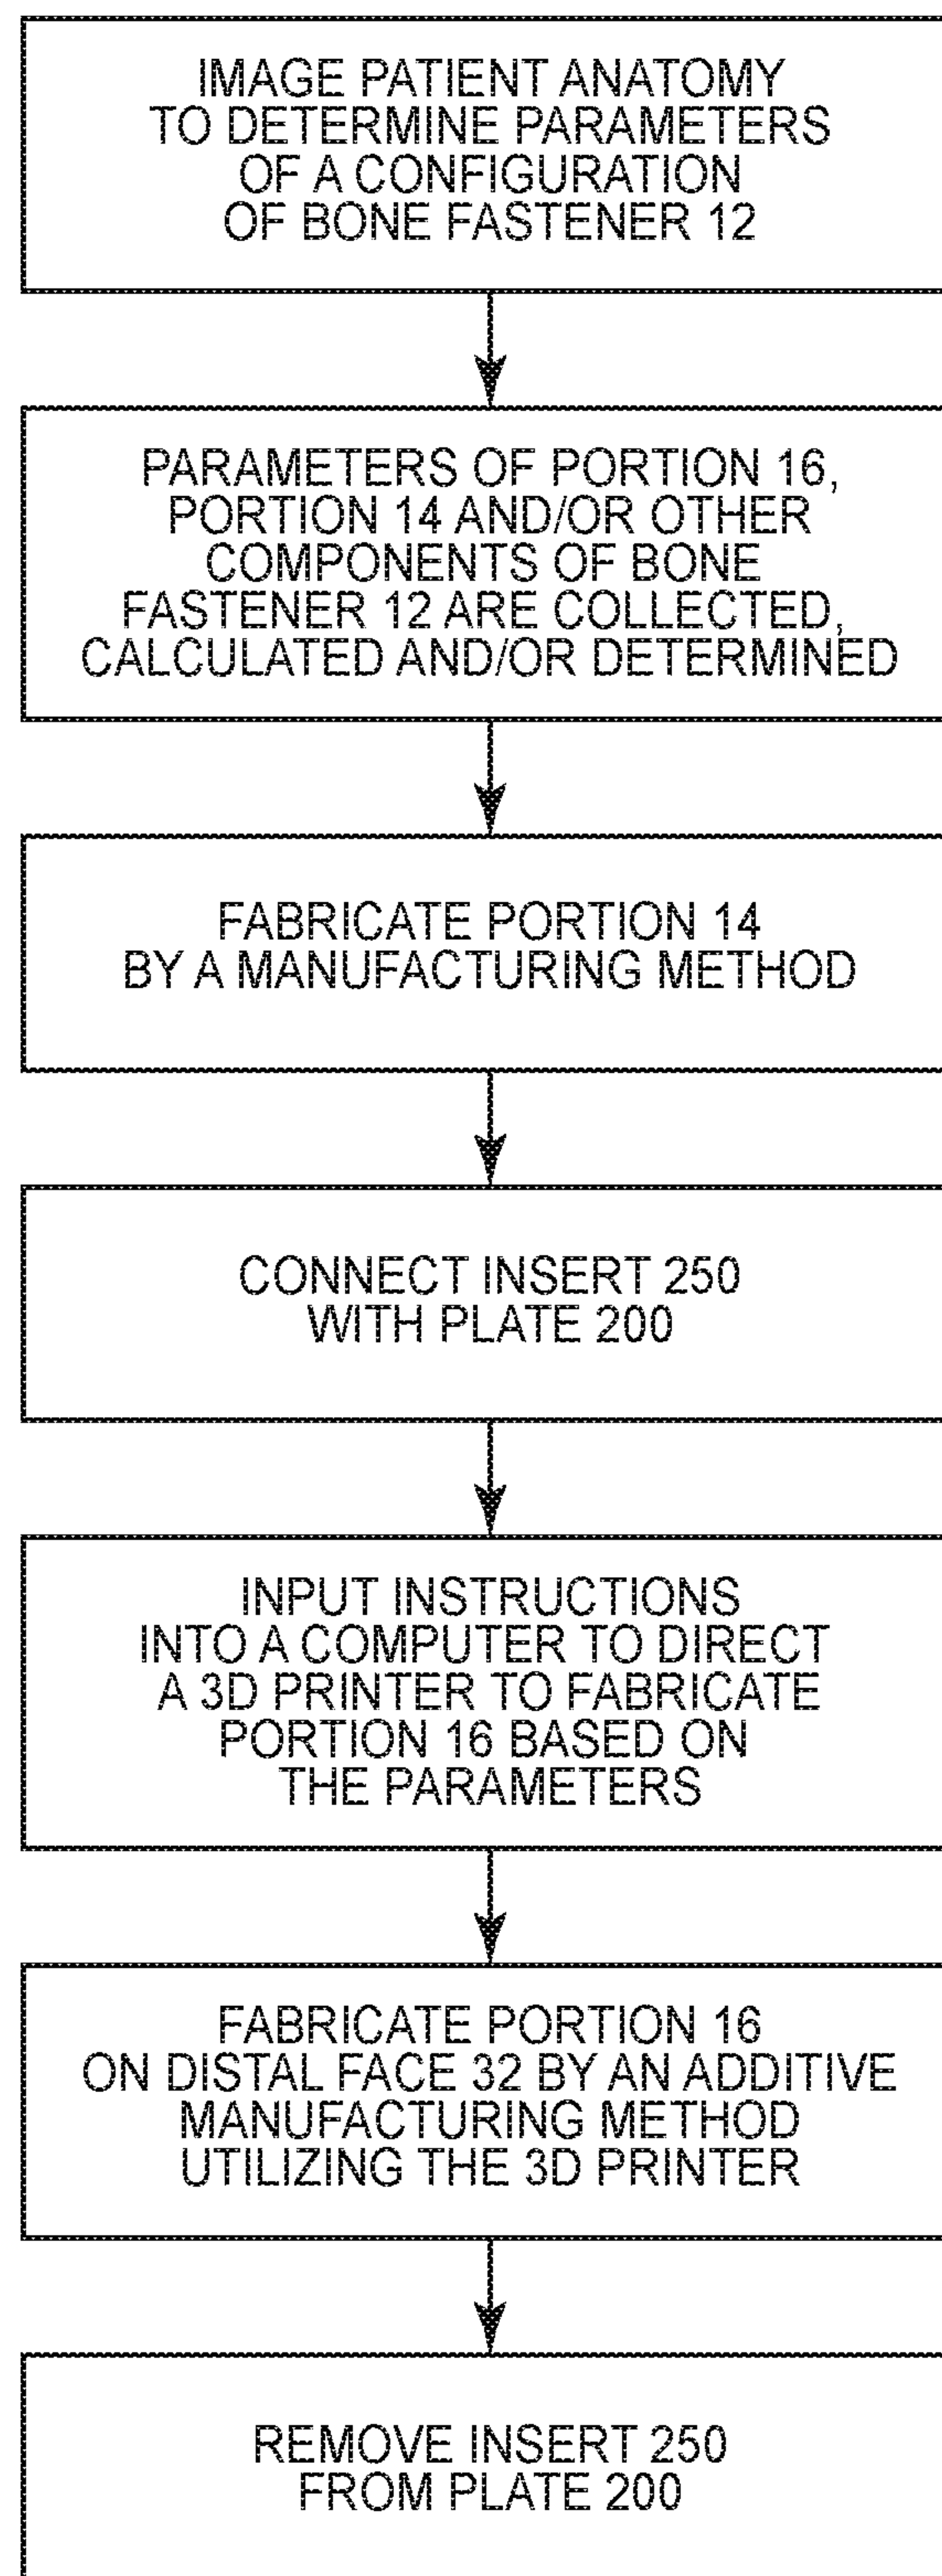 IMAGE PATIENT ANATOMY
TO DETERMINE PARAMETERS
OF A CONFIGURATION
OF BONE FASTENER 12
PARAMETERS OF PORTION 16,
PORTION 14 AND/OR OTHER
COMPONENTS OF BONE
FASTENER 12 ARE COLLECTED,
CALCULATED AND/OR DETERMINED
FABRICATE PORTION 14
BY A MANUFACTURING METHOD
CONNECT INSERT 250
WITH PLATE 200
INPUT INSTRUCTIONS
INTO A COMPUTER TO DIRECT
A 3D PRINTER TO FABRICATE
PORTION 16 BASED ON
THE PARAMETERS
FABRICATE PORTION 16
ON DISTAL FACE 32 BY AN ADDITIVE
MANUFACTURING METHOD
UTILIZING THE 3D PRINTER
REMOVE INSERT 250
FROM PLATE 200